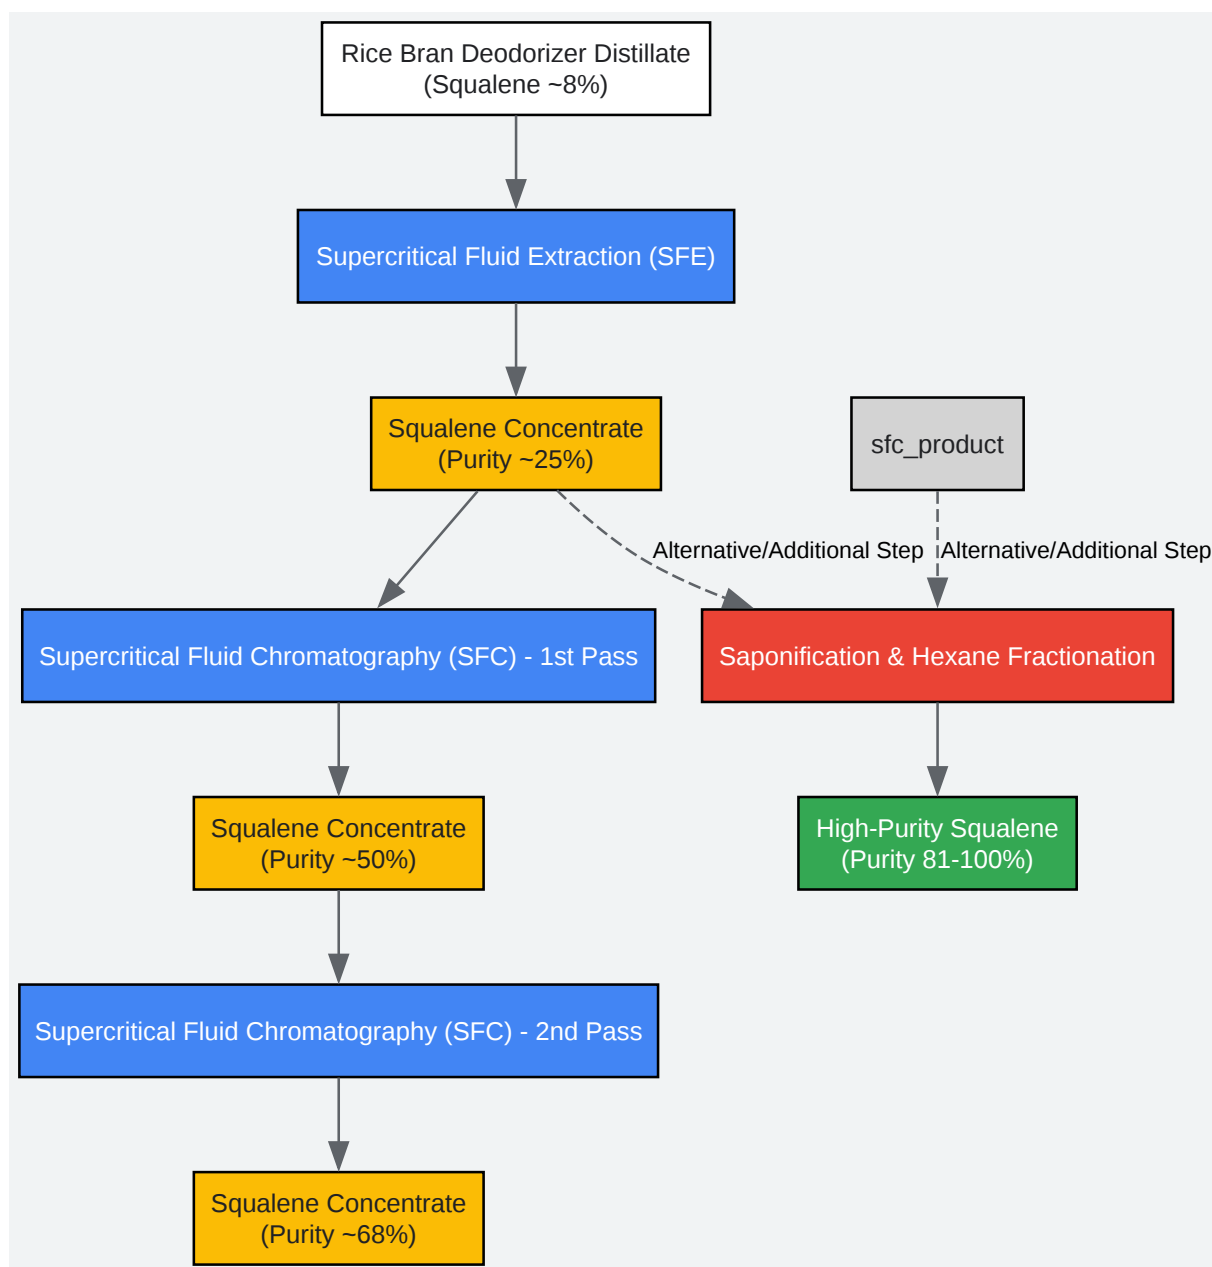 Rice Bran Deodorizer Distillate
(Squalene ~8%)
Supercritical Fluid Extraction (SFE)
Squalene Concentrate
(Purity ~25%)
sfc_product
Alternative/Additional Step
Alternative/Additional Step
Supercritical Fluid Chromatography (SFC) - 1st Pass
Saponification & Hexane Fractionation
Squalene Concentrate
(Purity ~50%)
High-Purity Squalene
(Purity 81-100%)
Supercritical Fluid Chromatography (SFC) - 2nd Pass
Squalene Concentrate
(Purity ~68%)